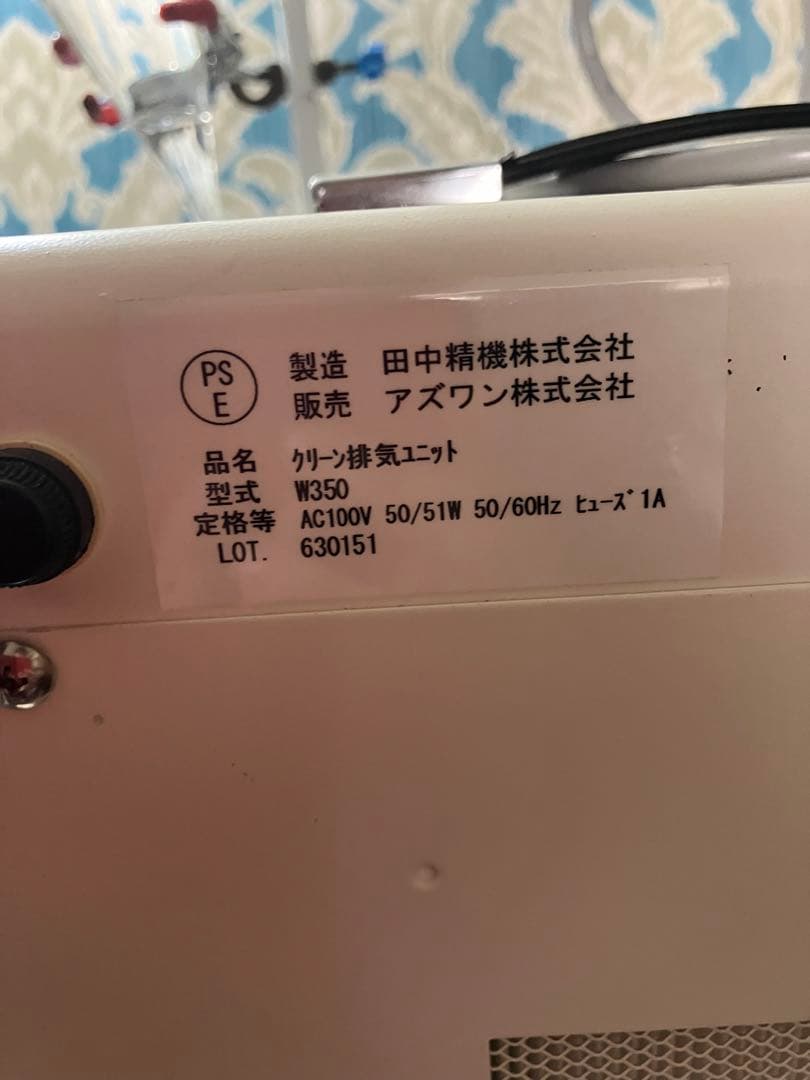 PS
E
製造 田中精機株式会社
販売 アズワン株式会社
品名 ｸﾘｰﾝ排気ﾕﾆｯﾄ
型式 W350
定格等 AC100V 50/51W 50/60Hz ﾋｭｰｽﾞ1A
LOT. 630151